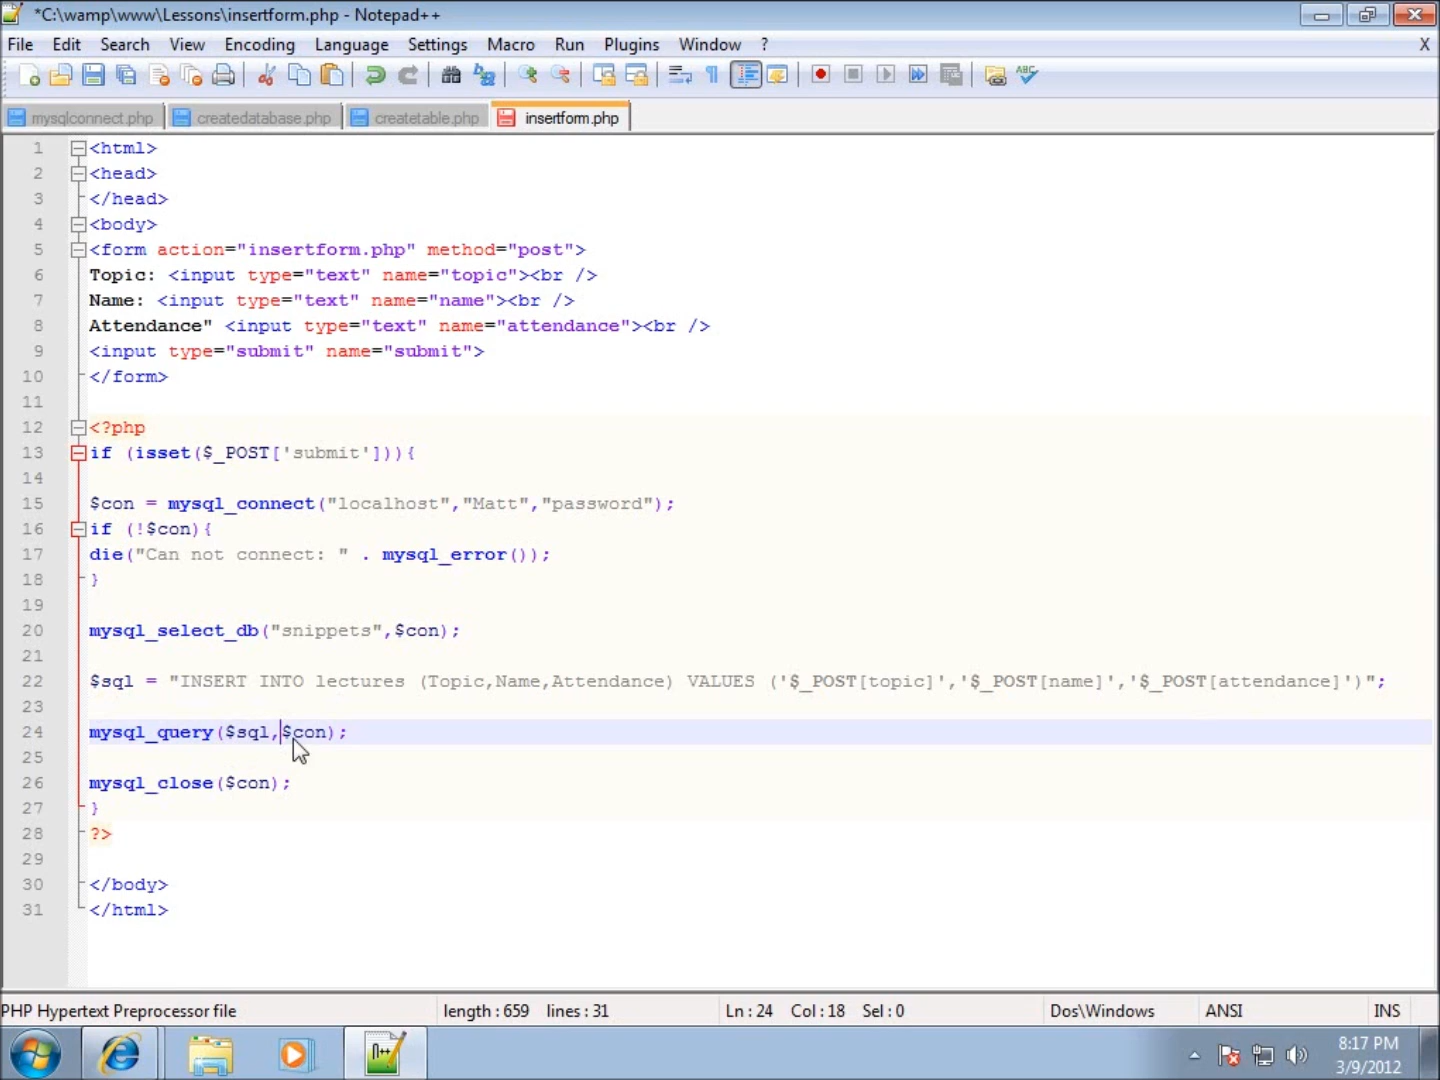 *C:\wamp\www\Lessons\insertform.php - Notepad++
File Edit Search View Encoding Language Settings Macro Run Plugins Window ? X
mysqlconnect.php createdatabase.php createtable.php insertform.php
1 <html>
2 <head>
3 </head>
4 <body>
5 <form action="insertform.php" method="post">
6 Topic: <input type="text" name="topic"><br />
7 Name: <input type="text" name="name"><br />
8 Attendance" <input type="text" name="attendance"><br />
9 <input type="submit" name="submit">
10 </form>
11
12 <?php
13 if (isset($_POST['submit'])){
14
15 $con = mysql_connect("localhost","Matt","password");
16 if (!$con){
17 die("Can not connect: " . mysql_error());
18 }
19
20 mysql_select_db("snippets",$con);
21
22 $sql = "INSERT INTO lectures (Topic,Name,Attendance) VALUES ('$_POST[topic]','$_POST[name]','$_POST[attendance]')";
23
24 mysql_query($sql,$con);
25
26 mysql_close($con);
27 }
28 ?>
29
30 </body>
31 </html>
PHP Hypertext Preprocessor file length : 659 lines : 31 Ln : 24 Col : 18 Sel : 0 Dos\Windows ANSI INS
8:17 PM
3/9/2012